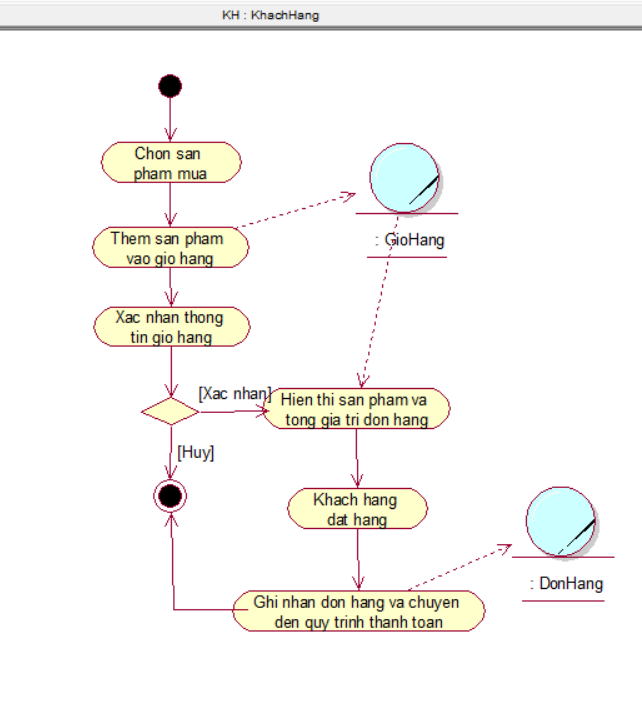 KH : KhachHang
Chon san
pham mua
Them san pham
vao gio hang
: GioHang
Xac nhan thong
tin gio hang
[Xac nhan]
Hien thi san pham va
tong gia tri don hang
[Huy]
Khach hang
dat hang
: DonHang
Ghi nhan don hang va chuyen
den quy trinh thanh toan